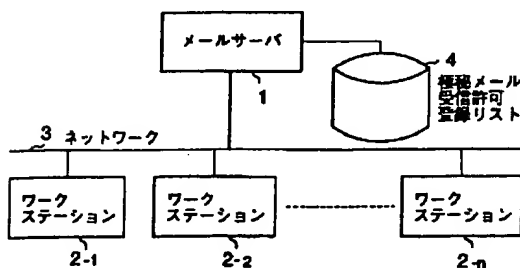 メールサーバ
1
4
極秘メール
受信許可
登録リスト
3 ネットワーク
ワーク
ステーション
2-1
ワーク
ステーション
2-2
ワーク
ステーション
2-n